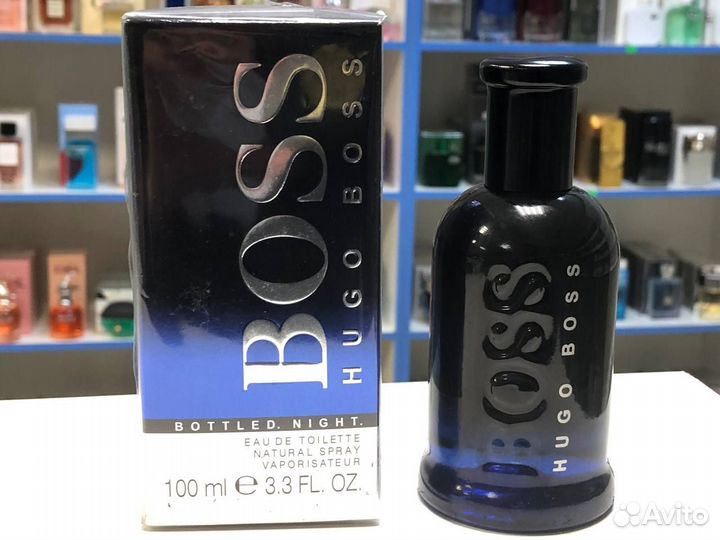 BOSS
HUGO BOSS
BOTTLED. NIGHT.
EAU DE TOILETTE
NATURAL SPRAY
VAPORISATEUR
100 ml e 3.3 FL. OZ.
BOSS
HUGO BOSS
Avito